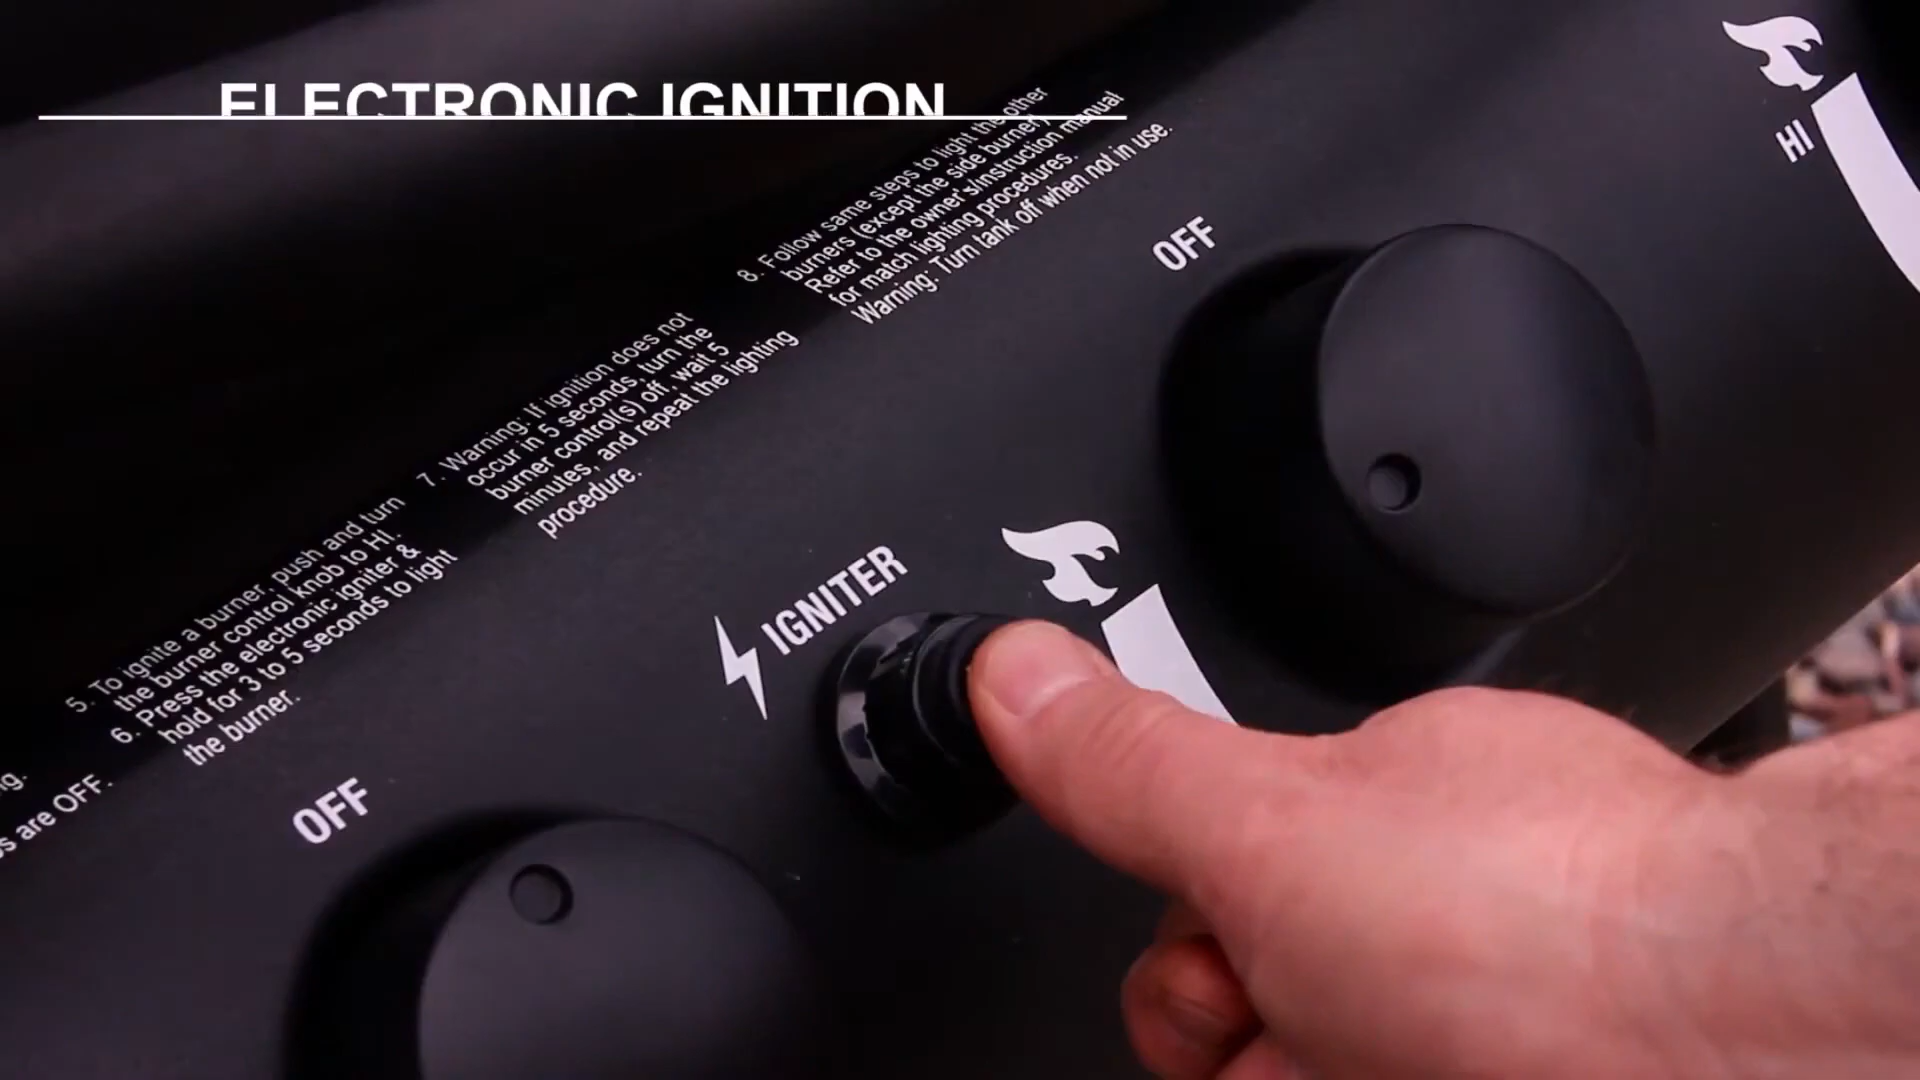 ELECTRONIC IGNITION
8. Follow same steps to light the other
burners (except the side burner)
Refer to the owner's/instruction manual
for match lighting procedures.
Warning: Turn tank off when not in use.
7. Warning: If ignition does not
occur in 5 seconds, turn the
burner control(s) off, wait 5
minutes, and repeat the lighting
procedure.
5. To ignite a burner, push and turn
the burner control knob to HI.
6. Press the electronic igniter &
hold for 3 to 5 seconds to light
the burner.
are OFF.
HI
OFF
IGNITER
OFF